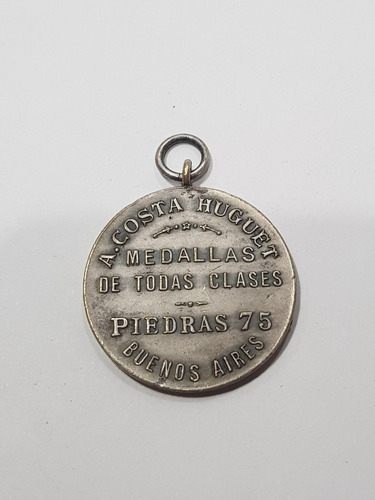 A. COSTA HUGUET
MEDALLAS
DE TODAS CLASES
PIEDRAS 75
BUENOS AIRES